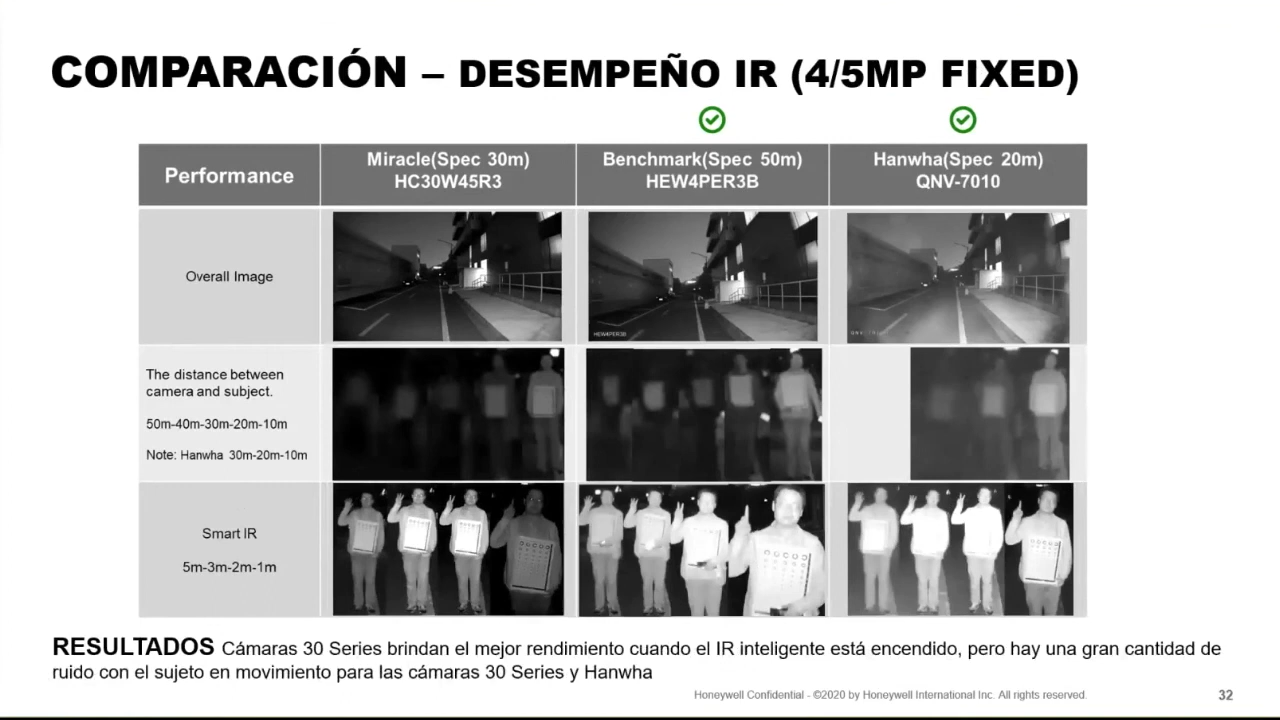 COMPARACIÓN – DESEMPEÑO IR (4/5MP FIXED)
Performance
Miracle(Spec 30m)
HC30W45R3
Benchmark(Spec 50m)
HEW4PER3B
Hanwha(Spec 20m)
QNV-7010
Overall Image
HEW4PER3B
The distance between
camera and subject.
50m-40m-30m-20m-10m
Note: Hanwha 30m-20m-10m
Smart IR
5m-3m-2m-1m
RESULTADOS Cámaras 30 Series brindan el mejor rendimiento cuando el IR inteligente está encendido, pero hay una gran cantidad de
ruido con el sujeto en movimiento para las cámaras 30 Series y Hanwha
Honeywell Confidential - ©2020 by Honeywell International Inc. All rights reserved.
32